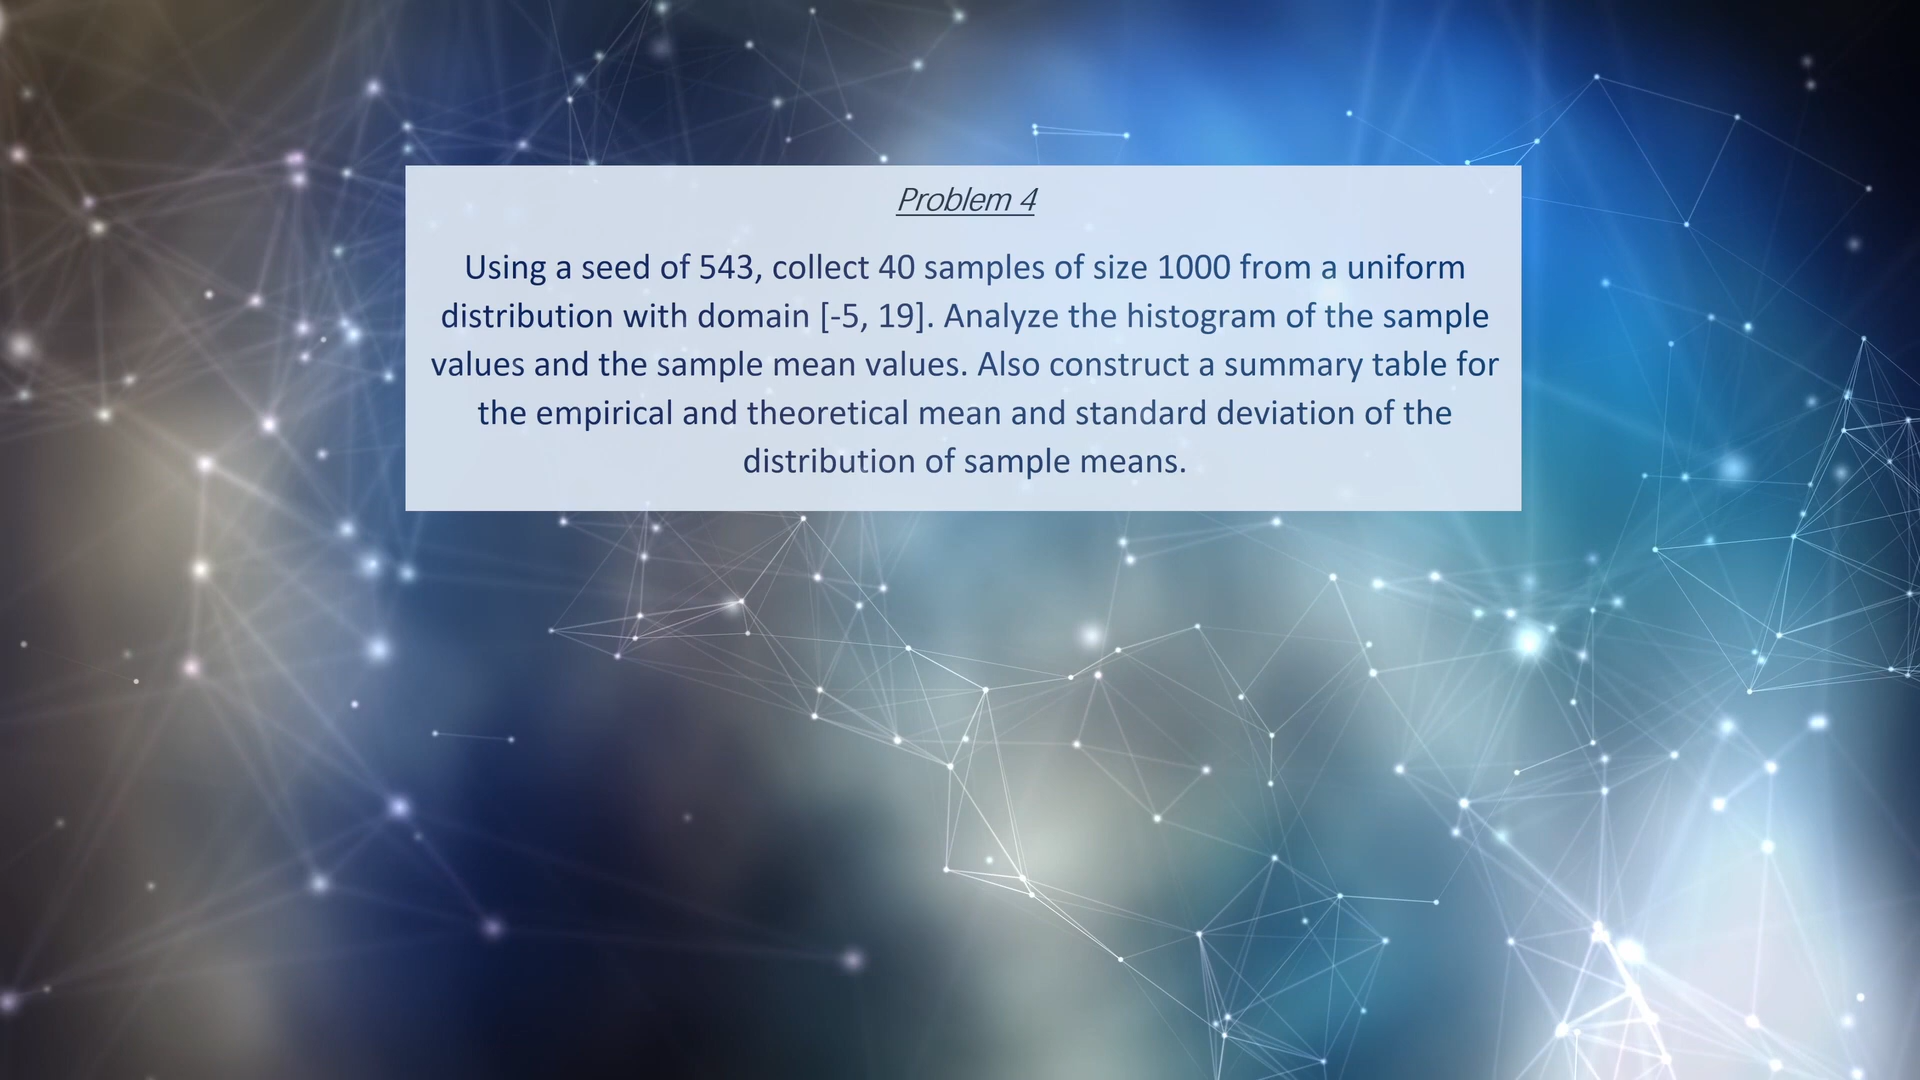 Problem 4
Using a seed of 543, collect 40 samples of size 1000 from a uniform
distribution with domain [-5, 19]. Analyze the histogram of the sample
values and the sample mean values. Also construct a summary table for
the empirical and theoretical mean and standard deviation of the
distribution of sample means.